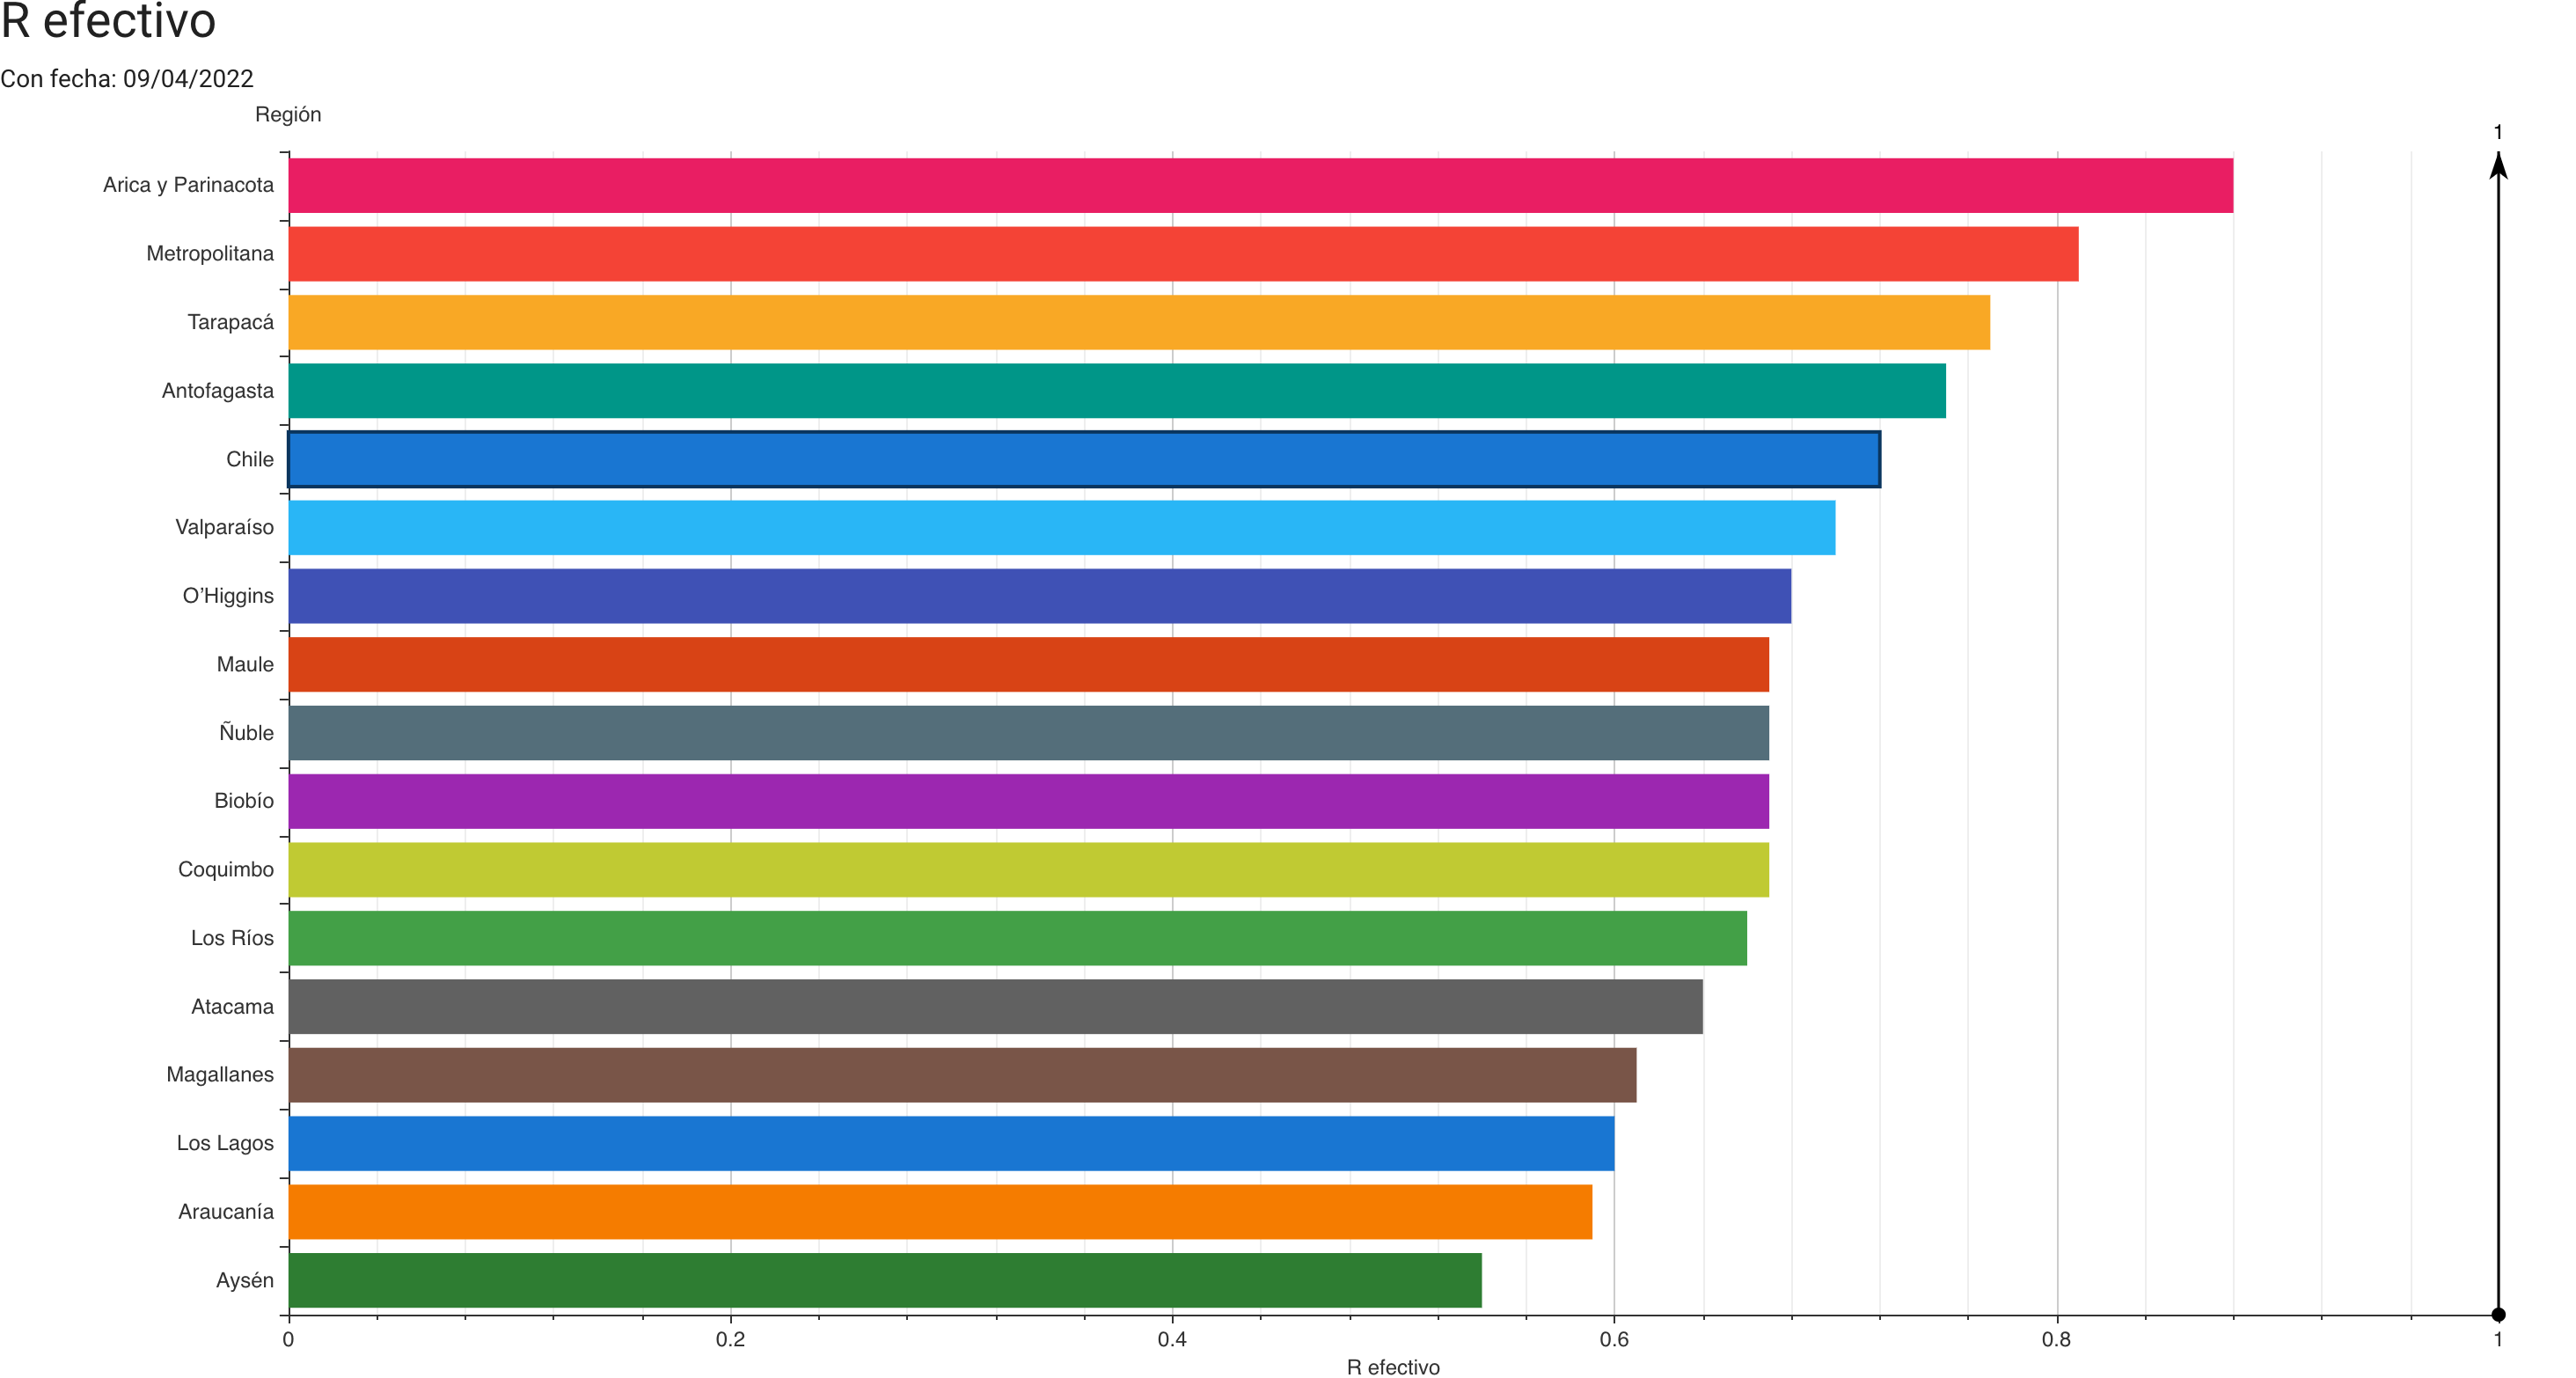 R efectivo
Con fecha: 09/04/2022
Región
1
Arica y Parinacota
Metropolitana
Tarapacá
Antofagasta
Chile
Valparaíso
O’Higgins
Maule
Ñuble
Biobío
Coquimbo
Los Ríos
Atacama
Magallanes
Los Lagos
Araucanía
Aysén
0 0.2 0.4 0.6 0.8 1
R efectivo